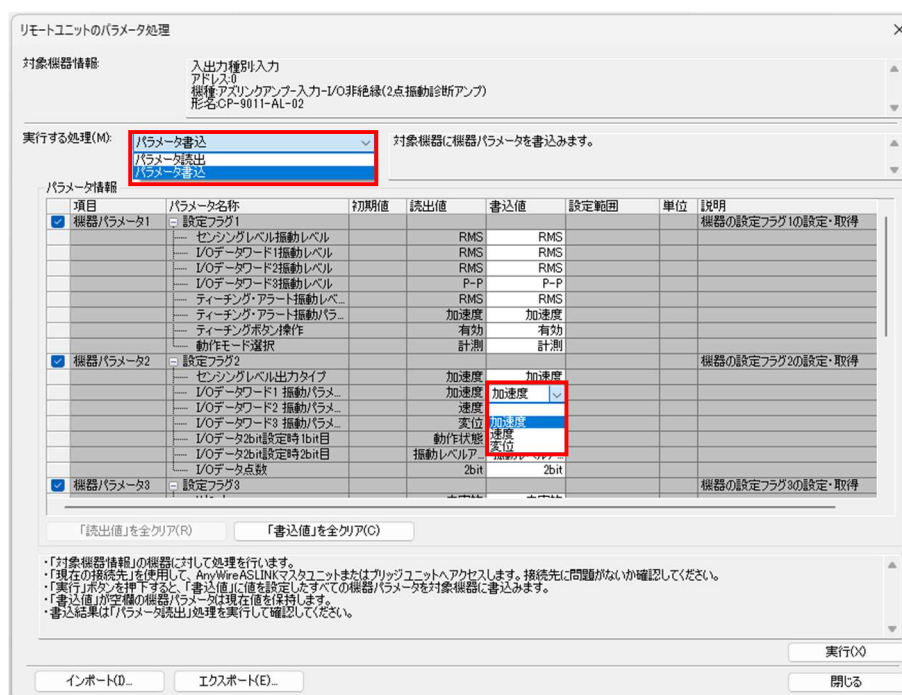 リモートユニットのパラメータ処理
対象機器情報:
入出力種別:入力
アドレス:0
機種:アズリンクアンプ-入力-I/O非絶縁(2点振動診断アンプ)
形名:CP-9011-AL-02
実行する処理(M):
パラメータ書込
パラメータ読出
パラメータ書込
対象機器に機器パラメータを書込みます。
パラメータ情報
項目 パラメータ名称 初期値 読出値 書込値 設定範囲 単位 説明
機器パラメータ1 設定フラグ1 機器の設定フラグ1の設定・取得
センシングレベル振動レベル RMS RMS
I/Oデータワード1振動レベル RMS RMS
I/Oデータワード2振動レベル RMS RMS
I/Oデータワード3振動レベル P-P P-P
ティーチング・アラート振動レベ... RMS RMS
ティーチング・アラート振動パラ... 加速度 加速度
ティーチングボタン操作 有効 有効
動作モード選択 計測 計測
機器パラメータ2 設定フラグ2 機器の設定フラグ2の設定・取得
センシングレベル出力タイプ 加速度 加速度
I/Oデータワード1 振動パラメ... 加速度 加速度
I/Oデータワード2 振動パラメ... 速度
I/Oデータワード3 振動パラメ... 変位 加速度
I/Oデータ2bit設定時1bit目 動作状態 速度
変位
I/Oデータ2bit設定時2bit目 振動レベルア...
I/Oデータ点数 2bit 2bit
機器パラメータ3 設定フラグ3 機器の設定フラグ3の設定・取得
「読出値」を全クリア(R) 「書込値」を全クリア(C)
・「対象機器情報」の機器に対して処理を行います。
・「現在の接続先」を使用して、AnyWireASLINKマスタユニットまたはブリッジユニットへアクセスします。接続先に問題がないか確認してください。
・「実行」ボタンを押下すると、「書込値」に値を設定したすべての機器パラメータを対象機器に書込みます。
・「書込値」が空欄の機器パラメータは現在値を保持します。
・書込結果は「パラメータ読出」処理を実行して確認してください。
実行(X)
インポート(I)... エクスポート(E)... 閉じる